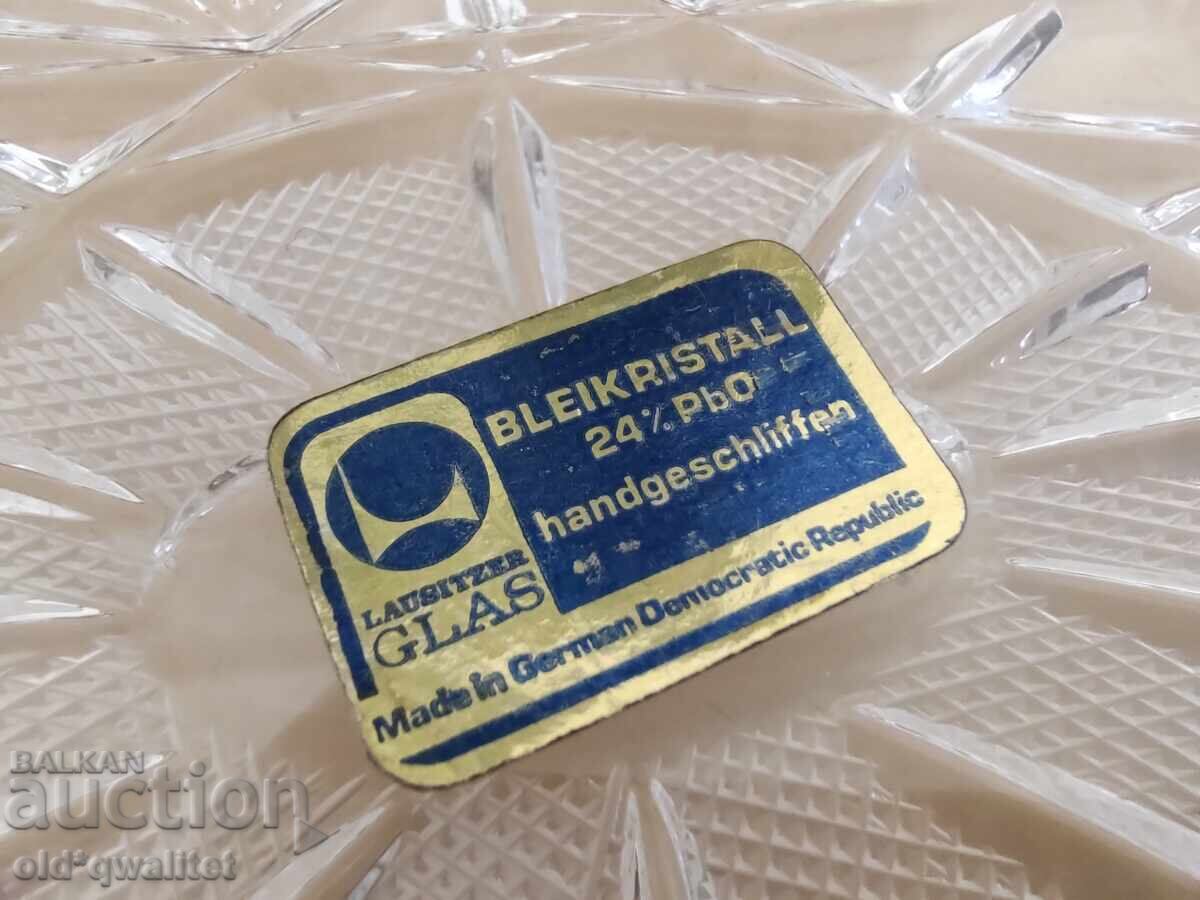 BLEIKRISTALL
24% PbO
handgeschliffen
LAUSITZER
GLAS
Made in German Democratic Republic
BALKAN
auction
old*qwalitet